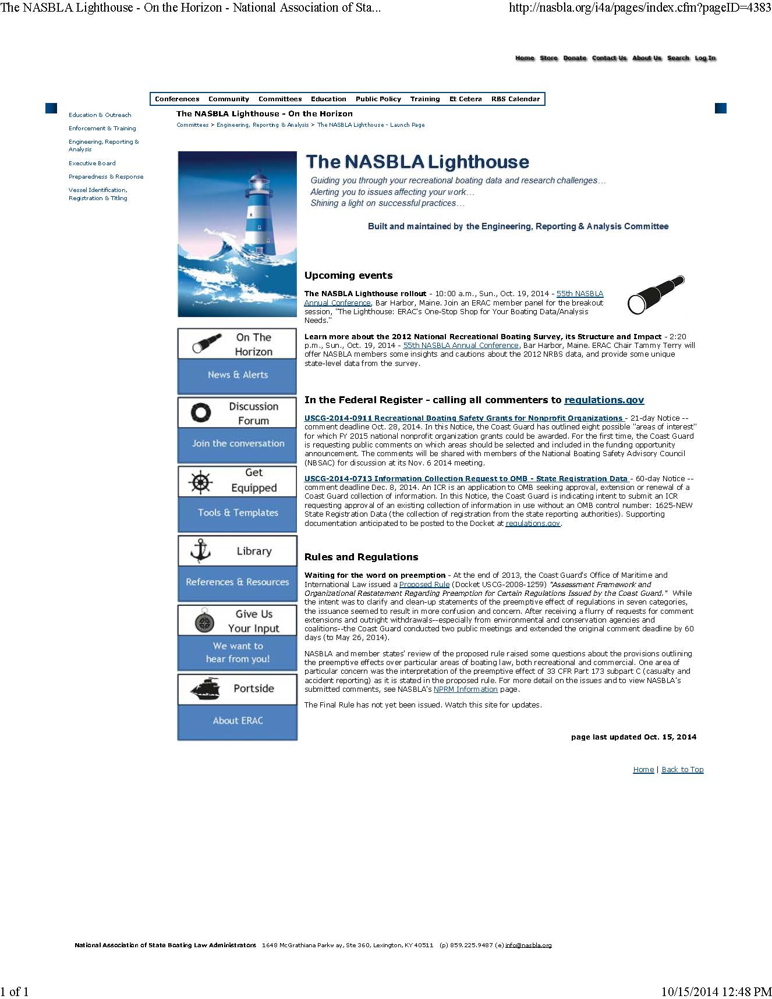 The NASBLA Lighthouse - On the Horizon - National Association of Sta...
http://nasbla.org/i4a/pages/index.cfm?pageID=4383
Home Store Donate Contact Us About Us Search Log In
Conferences Community Committees Education Public Policy Training Et Cetera RBS Calendar
Education & Outreach
Enforcement & Training
Engineering, Reporting &
Analysis
Executive Board
Preparedness & Response
Vessel Identification,
Registration & Titling
The NASBLA Lighthouse - On the Horizon
Committees > Engineering, Reporting & Analysis > The NASBLA Lighthouse - Launch Page
The NASBLA Lighthouse
Guiding you through your recreational boating data and research challenges...
Alerting you to issues affecting your work...
Shining a light on successful practices...
Built and maintained by the Engineering, Reporting & Analysis Committee
On The
Horizon
News & Alerts
Discussion
Forum
Join the conversation
Get
Equipped
Tools & Templates
Library
References & Resources
Give Us
Your Input
We want to
hear from you!
Portside
About ERAC
Upcoming events
The NASBLA Lighthouse rollout - 10:00 a.m., Sun., Oct. 19, 2014 - 55th NASBLA
Annual Conference, Bar Harbor, Maine. Join an ERAC member panel for the breakout
session, "The Lighthouse: ERAC's One-Stop Shop for Your Boating Data/Analysis
Needs."
Learn more about the 2012 National Recreational Boating Survey, its Structure and Impact - 2:20
p.m., Sun., Oct. 19, 2014 - 55th NASBLA Annual Conference, Bar Harbor, Maine. ERAC Chair Tammy Terry will
offer NASBLA members some insights and cautions about the 2012 NRBS data, and provide some unique
state-level data from the survey.
In the Federal Register - calling all commenters to regulations.gov
USCG-2014-0911 Recreational Boating Safety Grants for Nonprofit Organizations - 21-day Notice --
comment deadline Oct. 28, 2014. In this Notice, the Coast Guard has outlined eight possible "areas of interest"
for which FY 2015 national nonprofit organization grants could be awarded. For the first time, the Coast Guard
is requesting public comments on which areas should be selected and included in the funding opportunity
announcement. The comments will be shared with members of the National Boating Safety Advisory Council
(NBSAC) for discussion at its Nov. 6 2014 meeting.
USCG-2014-0713 Information Collection Request to OMB - State Registration Data - 60-day Notice --
comment deadline Dec. 8, 2014. An ICR is an application to OMB seeking approval, extension or renewal of a
Coast Guard collection of information. In this Notice, the Coast Guard is indicating intent to submit an ICR
requesting approval of an existing collection of information in use without an OMB control number: 1625-NEW
State Registration Data (the collection of registration from the state reporting authorities). Supporting
documentation anticipated to be posted to the Docket at regulations.gov.
Rules and Regulations
Waiting for the word on preemption - At the end of 2013, the Coast Guard's Office of Maritime and
International Law issued a Proposed Rule (Docket USCG-2008-1259) "Assessment Framework and
Organizational Restatement Regarding Preemption for Certain Regulations Issued by the Coast Guard." While
the intent was to clarify and clean-up statements of the preemptive effect of regulations in seven categories,
the issuance seemed to result in more confusion and concern. After receiving a flurry of requests for comment
extensions and outright withdrawals--especially from environmental and conservation agencies and
coalitions--the Coast Guard conducted two public meetings and extended the original comment deadline by 60
days (to May 26, 2014).
NASBLA and member states' review of the proposed rule raised some questions about the provisions outlining
the preemptive effects over particular areas of boating law, both recreational and commercial. One area of
particular concern was the interpretation of the preemptive effect of 33 CFR Part 173 subpart C (casualty and
accident reporting) as it is stated in the proposed rule. For more detail on the issues and to view NASBLA's
submitted comments, see NASBLA's NPRM Information page.
The Final Rule has not yet been issued. Watch this site for updates.
page last updated Oct. 15, 2014
Home | Back to Top
National Association of State Boating Law Administrators 1648 McGrathiana Parkway, Ste 360, Lexington, KY 40511 (p) 859.225.9487 (e) info@nasbla.org
1 of 1
10/15/2014 12:48 PM